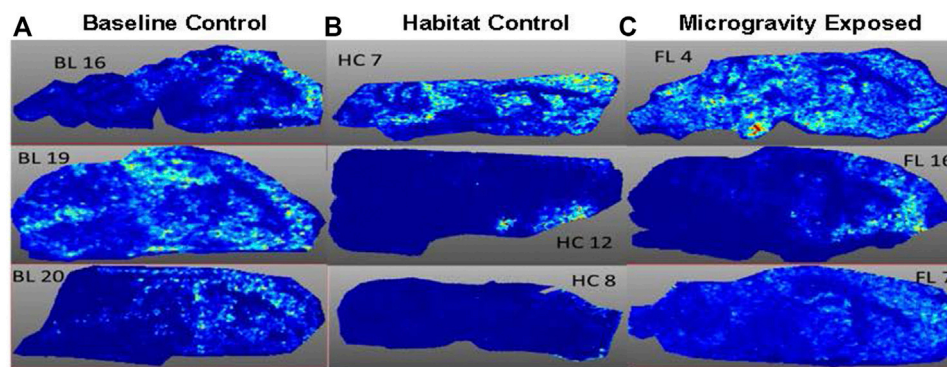 A Baseline Control B Habitat Control C Microgravity Exposed
BL 16 HC 7 FL 4
BL 19 HC 12 FL 16
BL 20 HC 8 FL 7